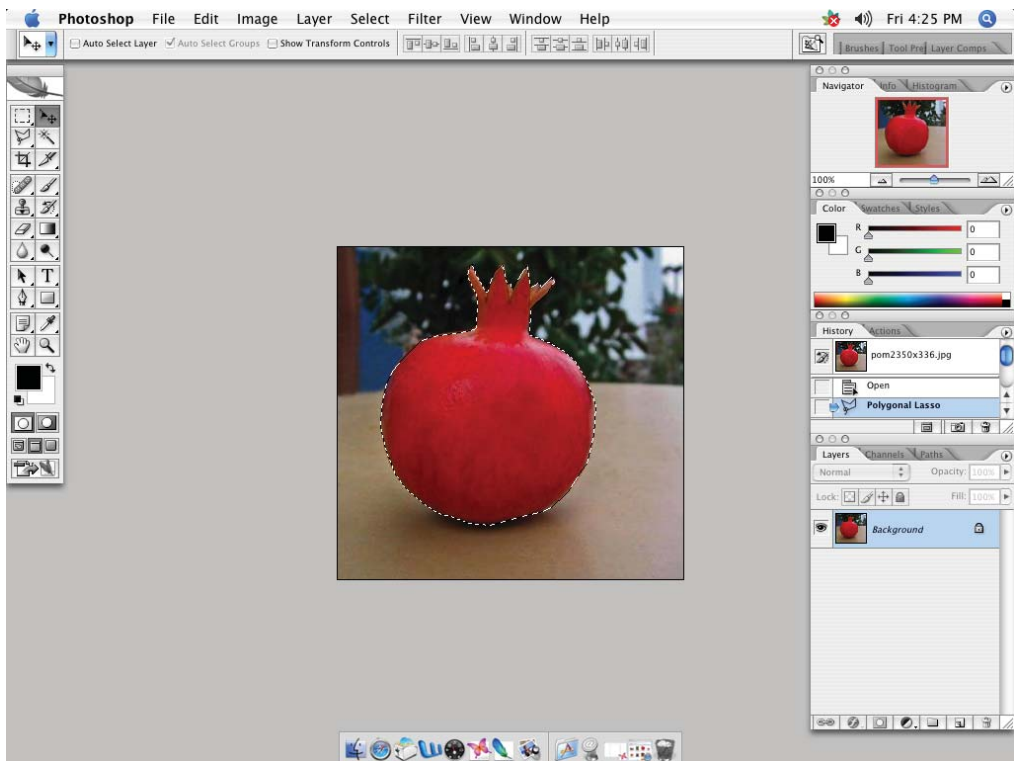 Photoshop File Edit Image Layer Select Filter View Window Help Fri 4:25 PM
Auto Select Layer Auto Select Groups Show Transform Controls
Brushes Tool Pre Layer Comps
Navigator Info Histogram
100%
Color Swatches Styles
R 0
G 0
B 0
History Actions
pom2350x336.jpg
Open
Polygonal Lasso
Layers Channels Paths
Normal Opacity: 100%
Lock: Fill: 100%
Background
T